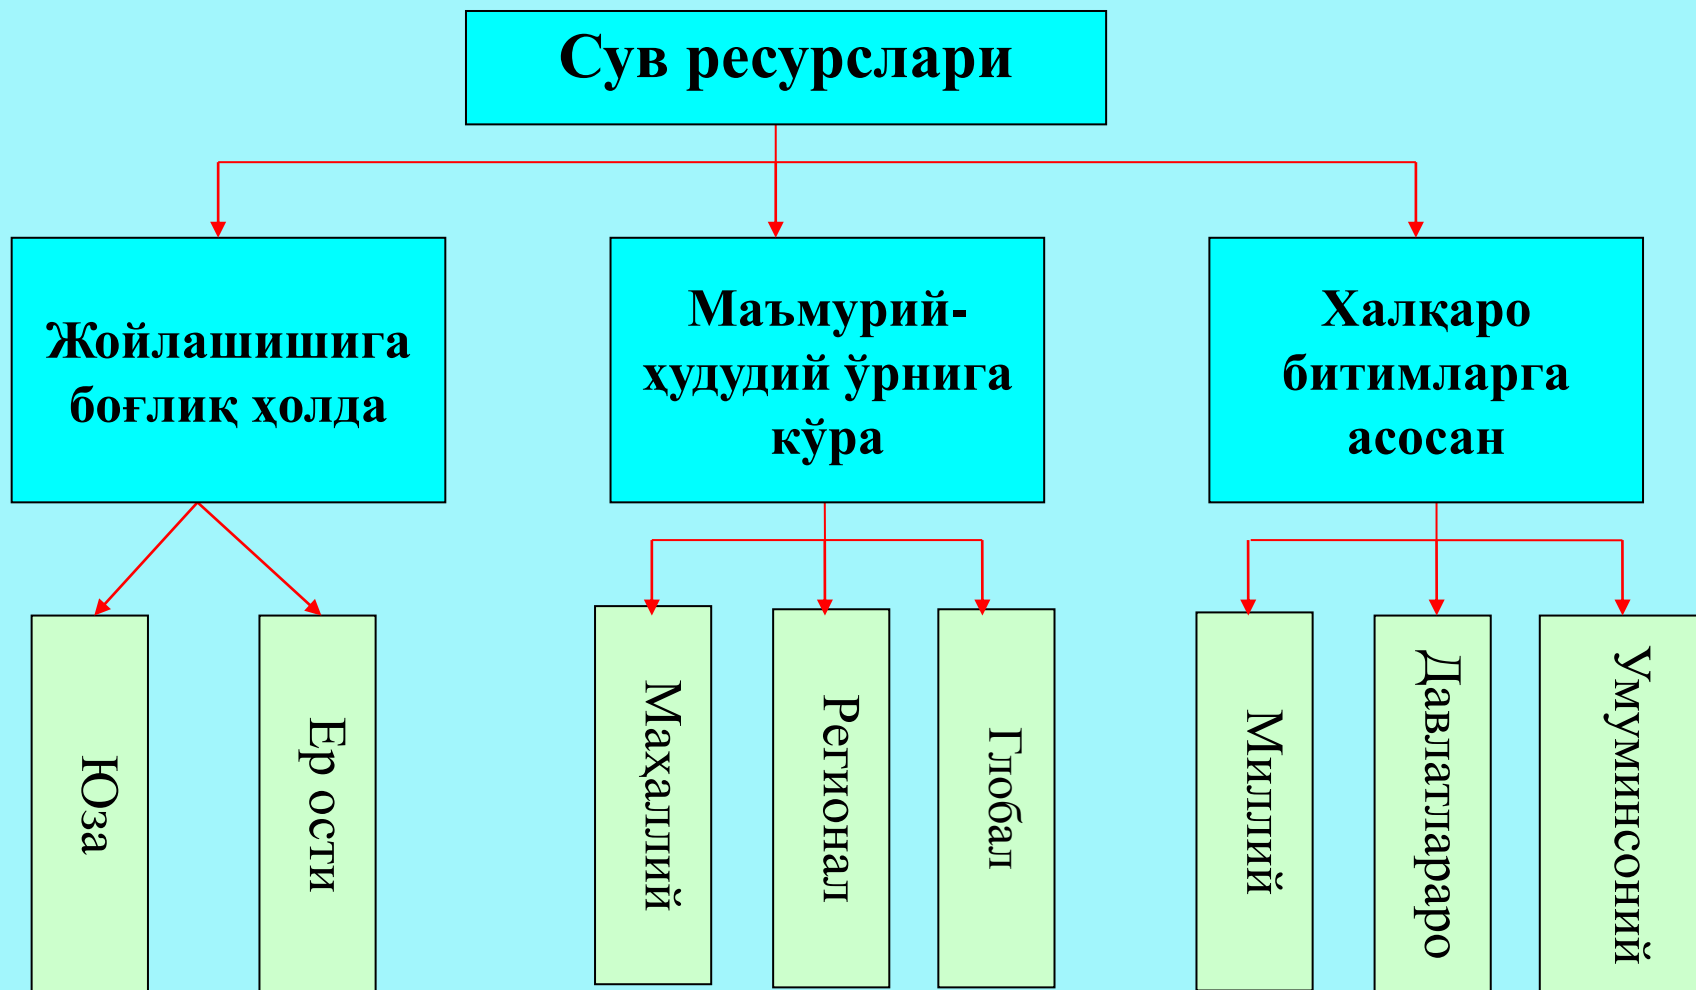 Сув ресурслари
Жойлашишига
боғлиқ ҳолда
Маъмурий-
ҳудудий ўрнига
кўра
Халқаро
битимларга
асосан
Юза
Ер ости
Маҳаллий
Регионал
Глобал
Миллий
Давлатлараро
Умуминсоний